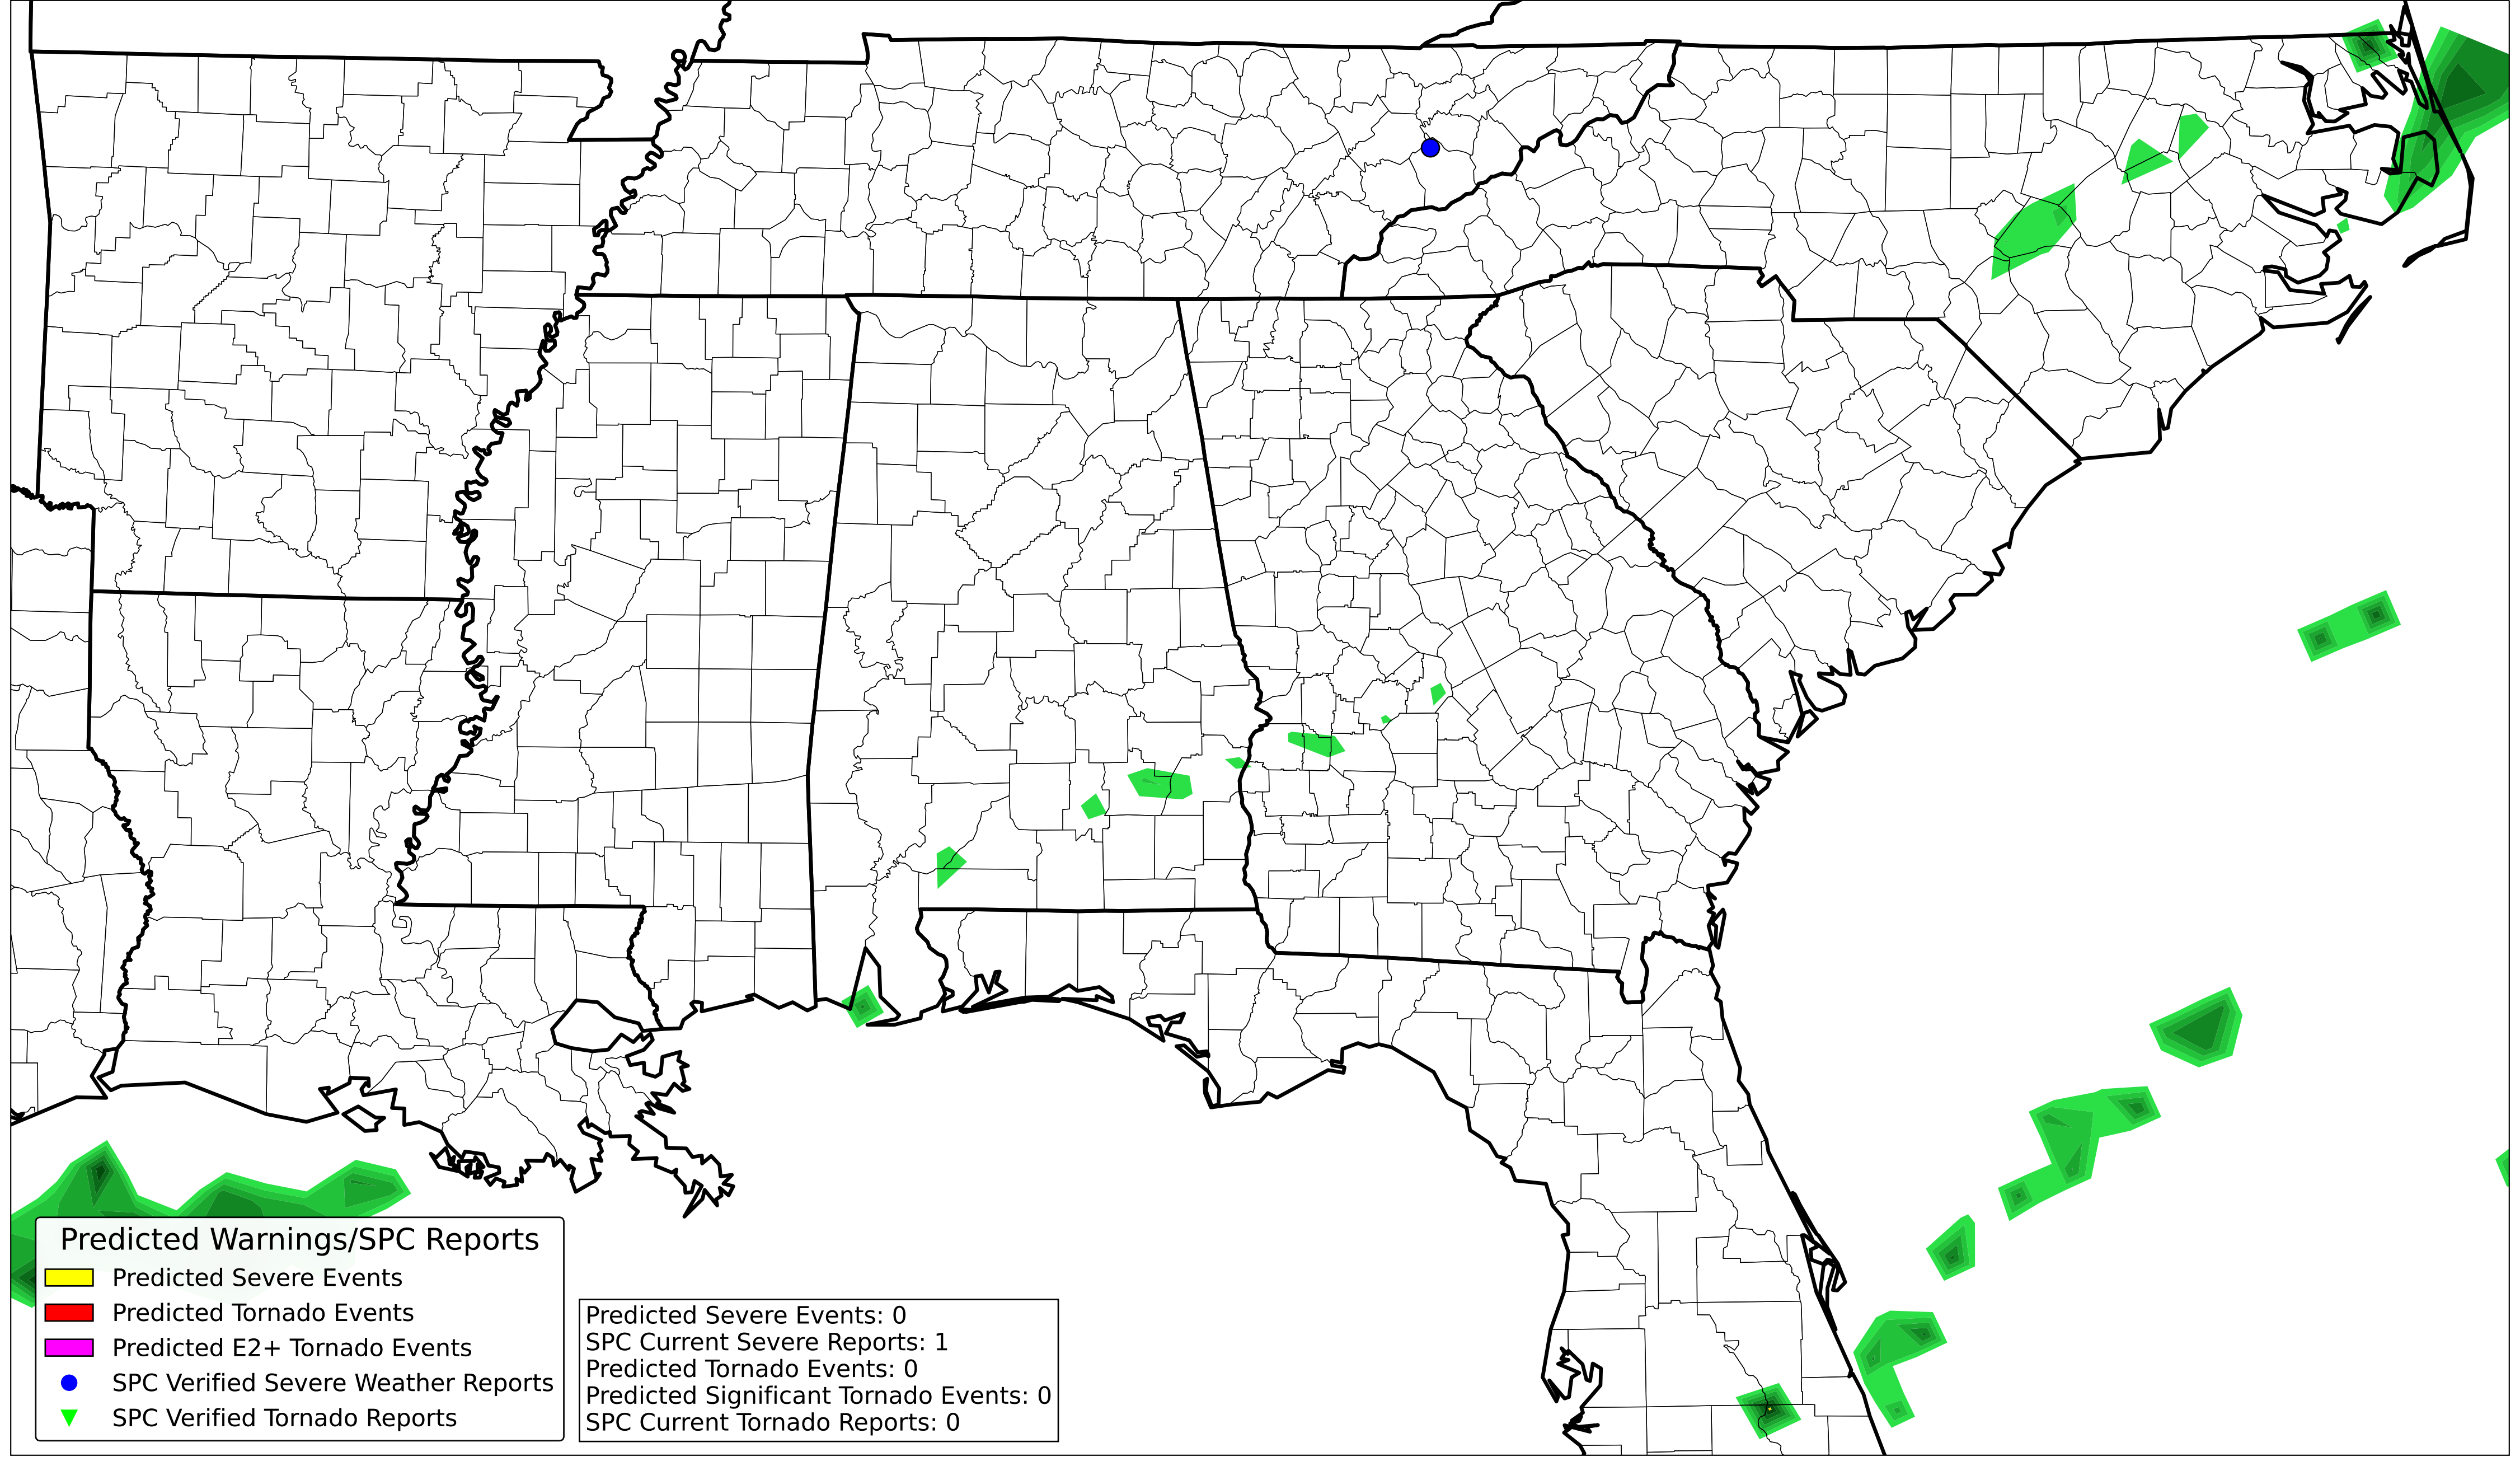 Predicted Warnings/SPC Reports
Predicted Severe Events
Predicted Tornado Events
Predicted E2+ Tornado Events
SPC Verified Severe Weather Reports
SPC Verified Tornado Reports
Predicted Severe Events: 0
SPC Current Severe Reports: 1
Predicted Tornado Events: 0
Predicted Significant Tornado Events: 0
SPC Current Tornado Reports: 0